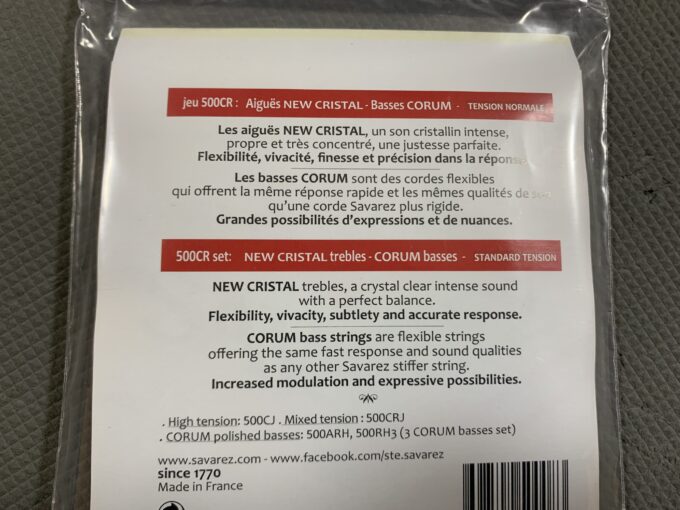 jeu 500CR : Aiguës NEW CRISTAL - Basses CORUM - TENSION NORMALE
Les aiguës NEW CRISTAL, un son cristallin intense,
propre et très concentré, une justesse parfaite.
Flexibilité, vivacité, finesse et précision dans la
Les basses CORUM sont des cordes flexibles
qui offrent la même réponse rapide et les mêmes qualités de
qu'une corde Savarez plus rigide.
Grandes possibilités d'expressions et de nuances.
500CR set: NEW CRISTAL trebles - CORUM basses - STANDARD TENSION
NEW CRISTAL trebles, a crystal clear intense sound
with a perfect balance.
Flexibility, vivacity, subtlety and accurate response.
CORUM bass strings are flexible strings
offering the same fast response and sound qualities
as any other Savarez stiffer string.
Increased modulation and expressive possibilities.
. High tension: 500CJ . Mixed tension : 500CRJ
. CORUM polished basses: 500ARH, 500RH3 (3 CORUM basses set)
www.savarez.com - www.facebook.com/ste.savarez
since 1770
Made in France